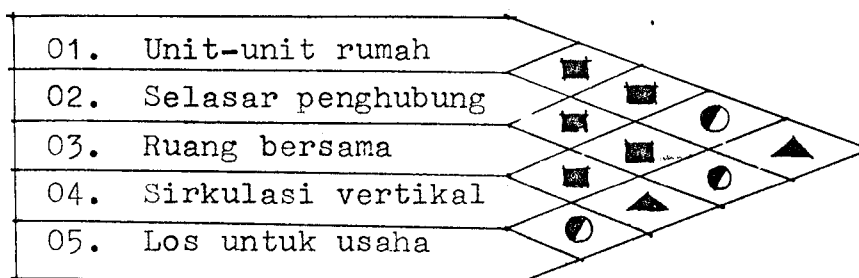 01. Unit-unit rumah
02. Selasar penghubung
03. Ruang bersama
04. Sirkulasi vertikal
05. Los untuk usaha